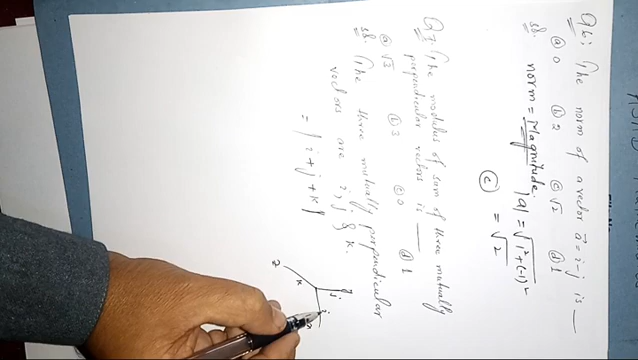 Q6: The norm of a vector a⃗ = i - j is __
(a) 0 (b) 2 (c) √2 (d) 1
Sol: norm = Magnitude. |a| = √1²+(-1)²
(c) = √2
Q7: The modulus of sum of three mutually
perpendicular vectors is __
(a) √3 (b) 3 (c) 0 (d) 1
Sol: The three mutually perpendicular
vectors are i, j & k.
= | i + j + k |
z
k
j
i